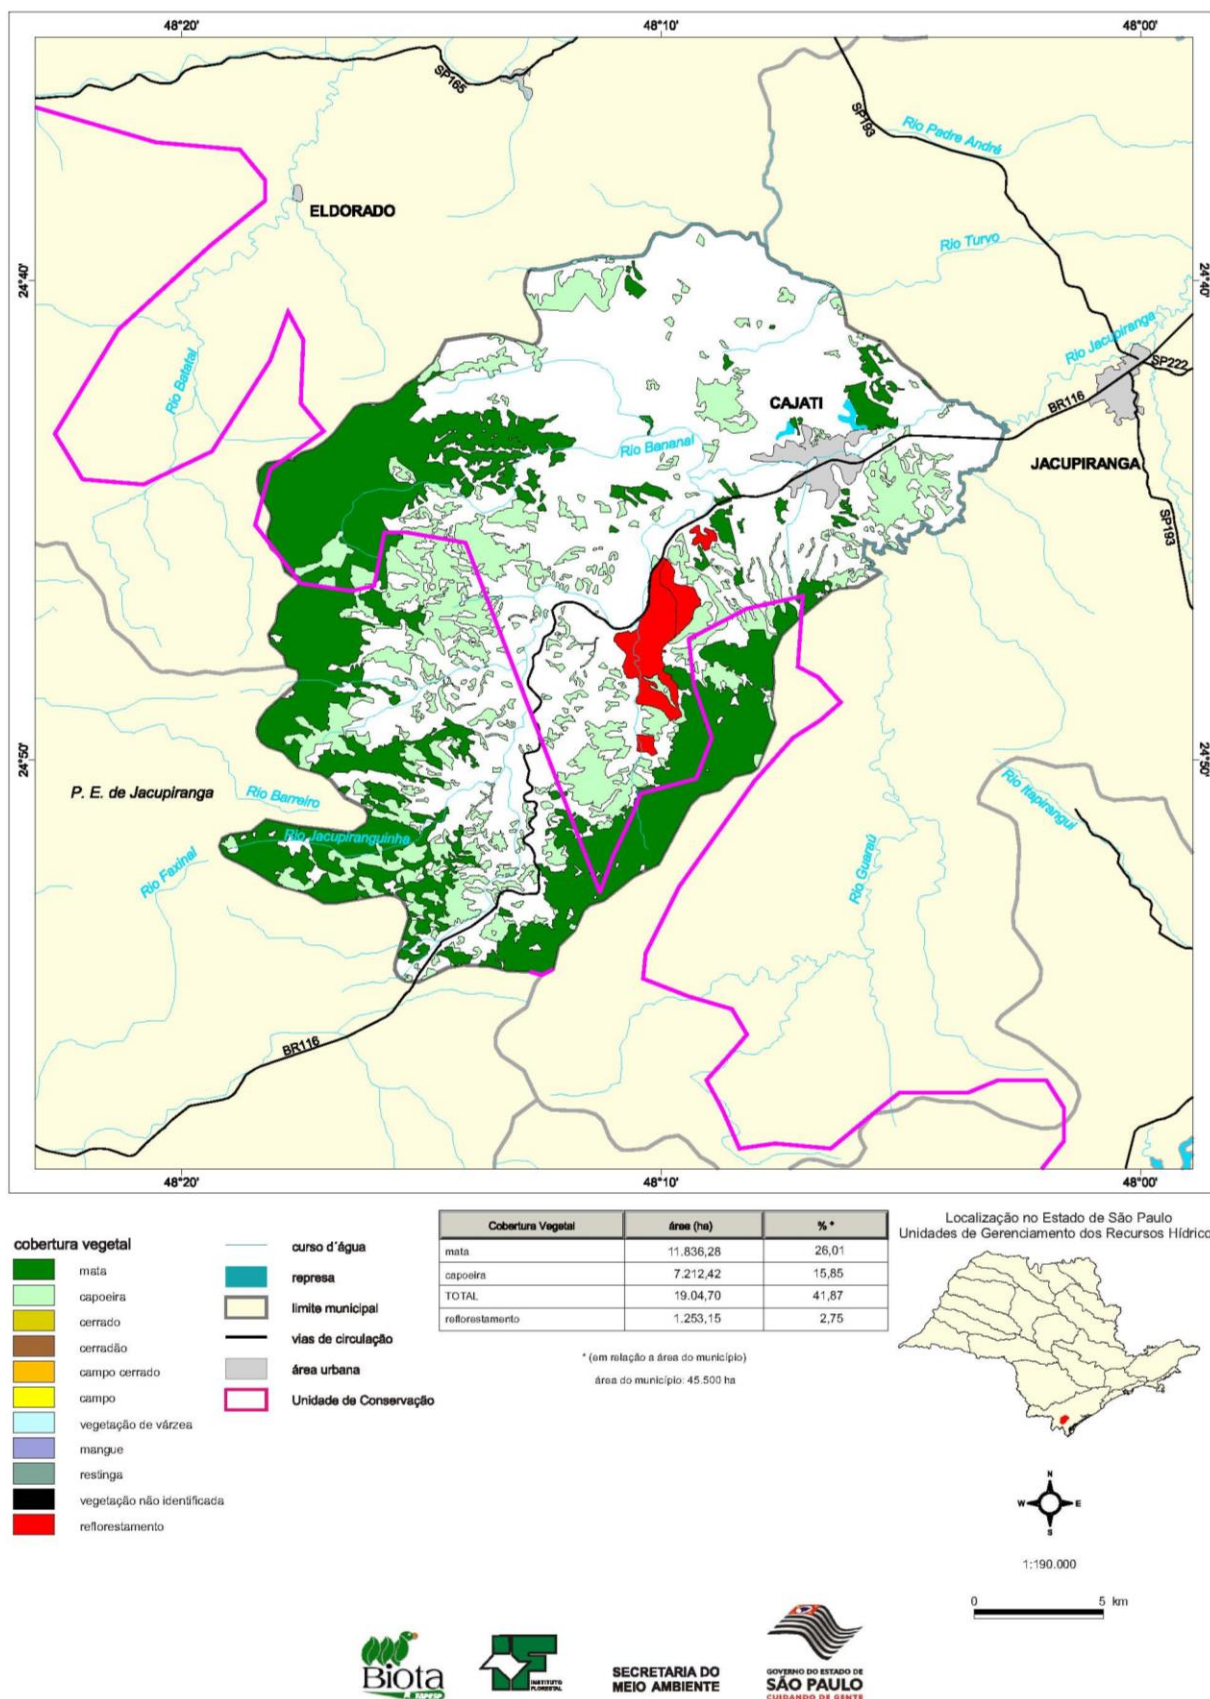 48°20'
48°10'
48°00'
SP165
SP193
Rio Padre André
ELDORADO
Rio Turvo
24°40'
24°40'
Rio Batatal
Rio Jacupiranga
SP222
CAJATI
BR116
Rio Bananal
JACUPIRANGA
SP193
24°50'
24°50'
P. E. de Jacupiranga
Rio Barreiro
Rio Itapirangui
Rio Jacupiranguinha
Rio Faxinal
Rio Guaraú
BR116
48°20'
48°10'
48°00'
cobertura vegetal
mata
capoeira
cerrado
cerradão
campo cerrado
campo
vegetação de várzea
mangue
restinga
vegetação não identificada
reflorestamento
curso d´água
represa
limite municipal
vias de circulação
área urbana
Unidade de Conservação
Cobertura Vegetal área (ha) % *
mata 11.836,28 26,01
capoeira 7.212,42 15,85
TOTAL 19.04,70 41,87
reflorestamento 1.253,15 2,75
* (em relação a área do município)
área do município: 45.500 ha
Localização no Estado de São Paulo
Unidades de Gerenciamento dos Recursos Hídrico
N
W E
S
1:190.000
0 5 km
Biota
FAPESP
IF
INSTITUTO
FLORESTAL
SECRETARIA DO
MEIO AMBIENTE
GOVERNO DO ESTADO DE
SÃO PAULO
CUIDANDO DE GENTE